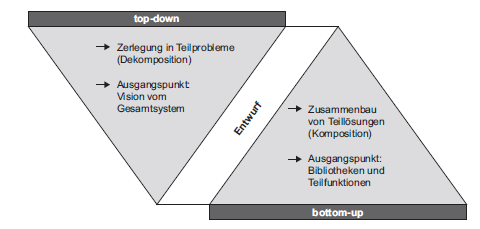 top-down
→ Zerlegung in Teilprobleme
(Dekomposition)
→ Ausgangspunkt:
Vision vom
Gesamtsystem
Entwurf
→ Zusammenbau
von Teillösungen
(Komposition)
→ Ausgangspunkt:
Bibliotheken und
Teilfunktionen
bottom-up